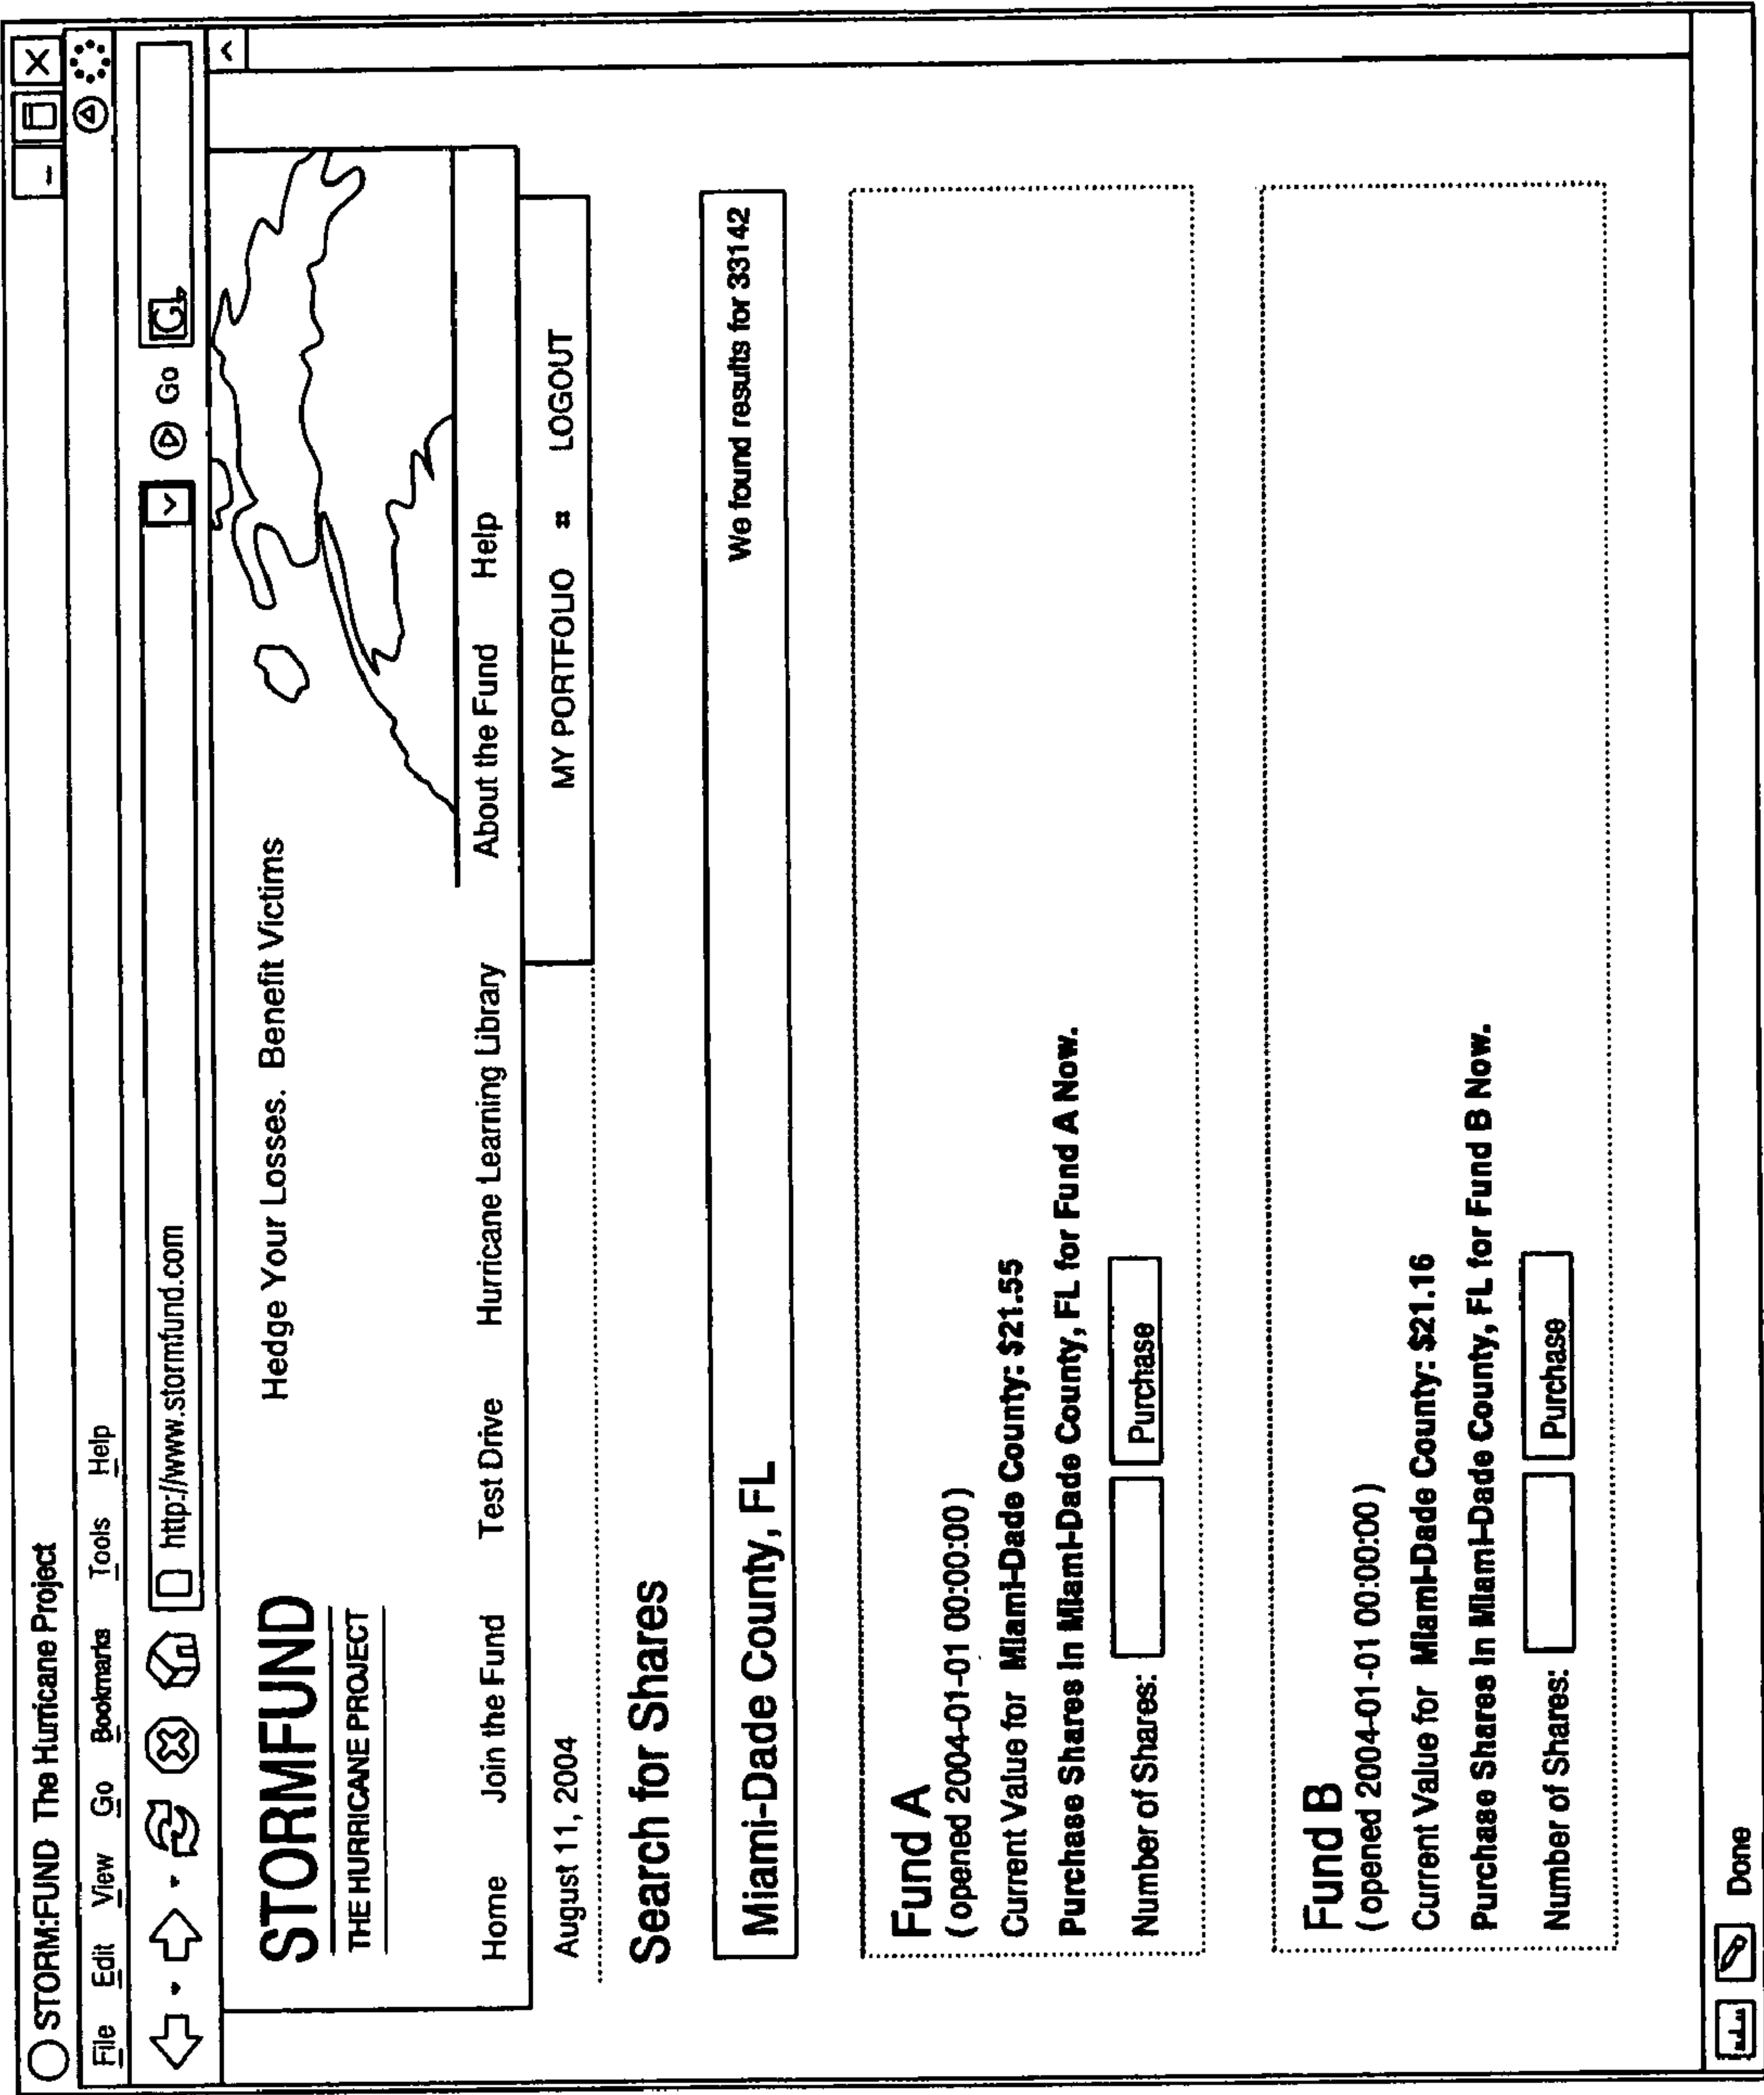 STORM:FUND The Hurricane Project
File Edit View Go Bookmarks Tools Help
http://www.stormfund.com Go G
STORMFUND
THE HURRICANE PROJECT
Hedge Your Losses. Benefit Victims
Home Join the Fund Test Drive Hurricane Learning Library About the Fund Help
August 11, 2004
MY PORTFOLIO :: LOGOUT
Search for Shares
Miami-Dade County, FL We found results for 33142
Fund A
(opened 2004-01-01 00:00:00)
Current Value for Miami-Dade County: $21.55
Purchase Shares in Miami-Dade County, FL for Fund A Now.
Number of Shares: Purchase
Fund B
(opened 2004-01-01 00:00:00)
Current Value for Miami-Dade County: $21.16
Purchase Shares in Miami-Dade County, FL for Fund B Now.
Number of Shares: Purchase
Done